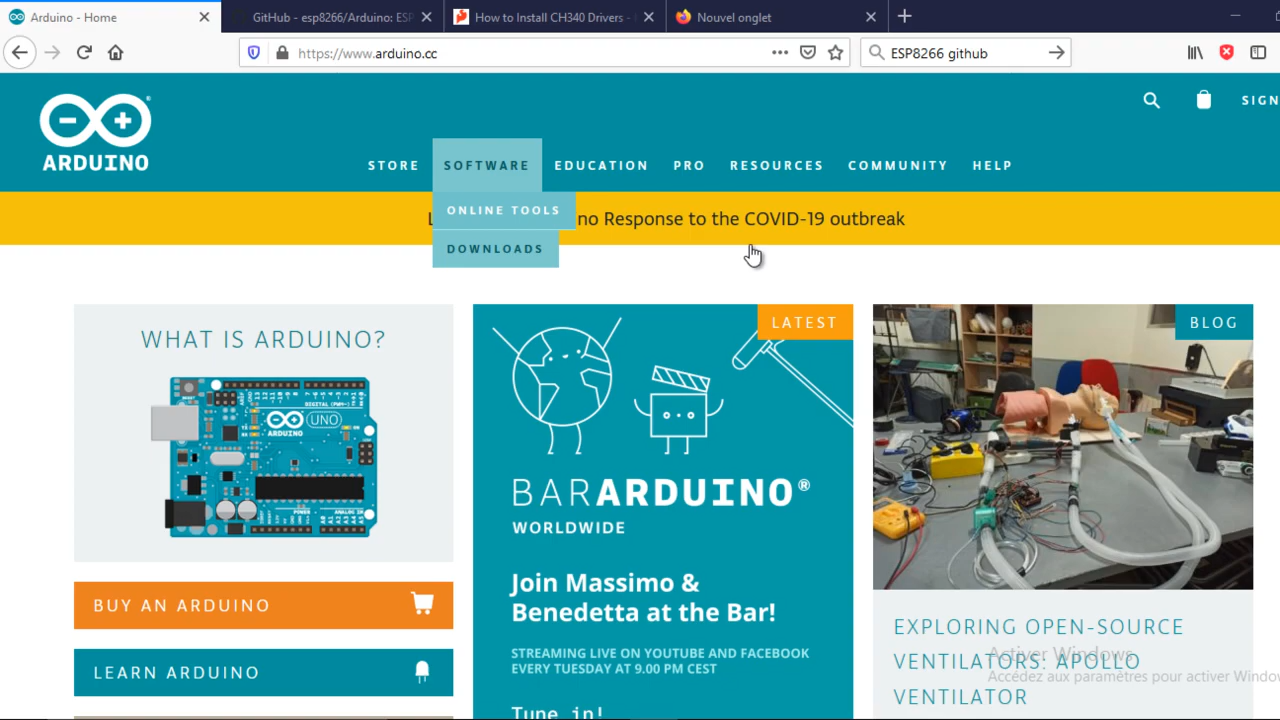 Arduino - Home
GitHub - esp8266/Arduino: ESP
How to Install CH340 Drivers -
Nouvel onglet
https://www.arduino.cc
ESP8266 github
SIGN
ARDUINO
STORE
SOFTWARE
EDUCATION
PRO
RESOURCES
COMMUNITY
HELP
ONLINE TOOLS
DOWNLOADS
no Response to the COVID-19 outbreak
WHAT IS ARDUINO?
ARDUINO
UNO
DIGITAL (PWM~)
BUY AN ARDUINO
LEARN ARDUINO
LATEST
BARARDUINO®
WORLDWIDE
Join Massimo &
Benedetta at the Bar!
STREAMING LIVE ON YOUTUBE AND FACEBOOK
EVERY TUESDAY AT 9.00 PM CEST
Tune in!
BLOG
EXPLORING OPEN-SOURCE
VENTILATORS: APOLLO
VENTILATOR
Activer Windows
Accédez aux paramètres pour activer Windo